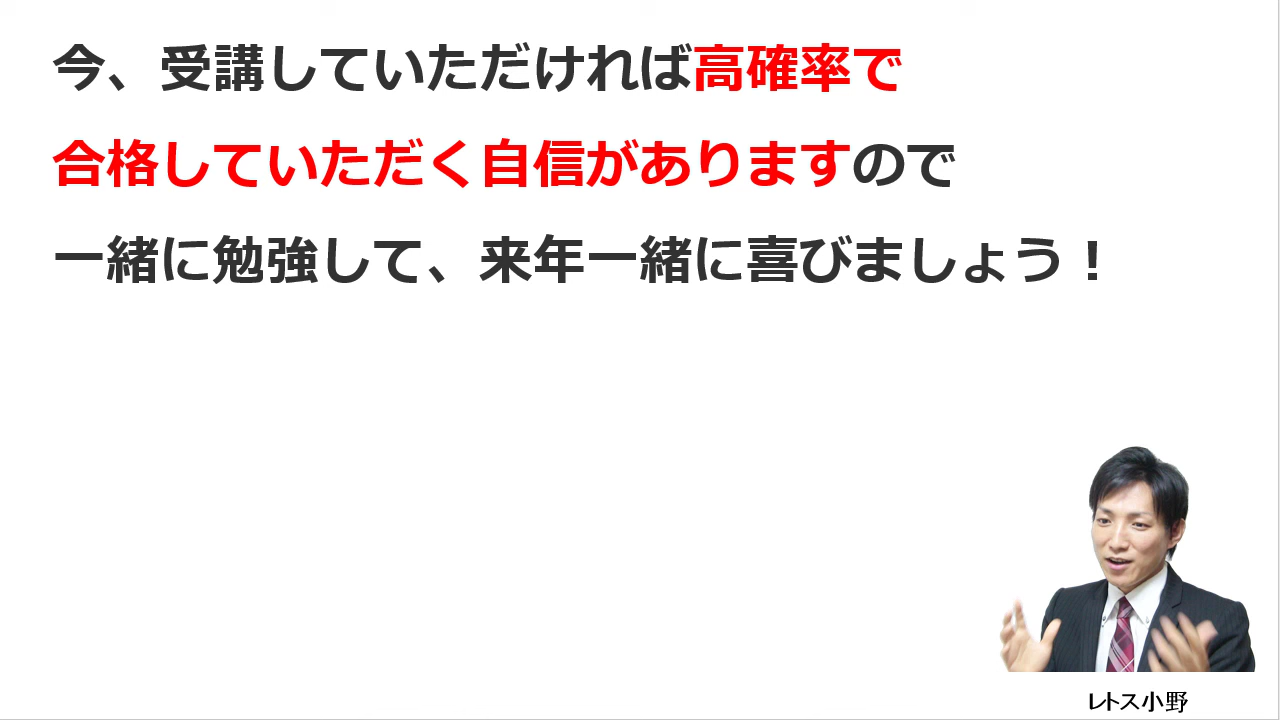 今、受講していただければ高確率で
合格していただく自信がありますので
一緒に勉強して、来年一緒に喜びましょう！
レトス小野